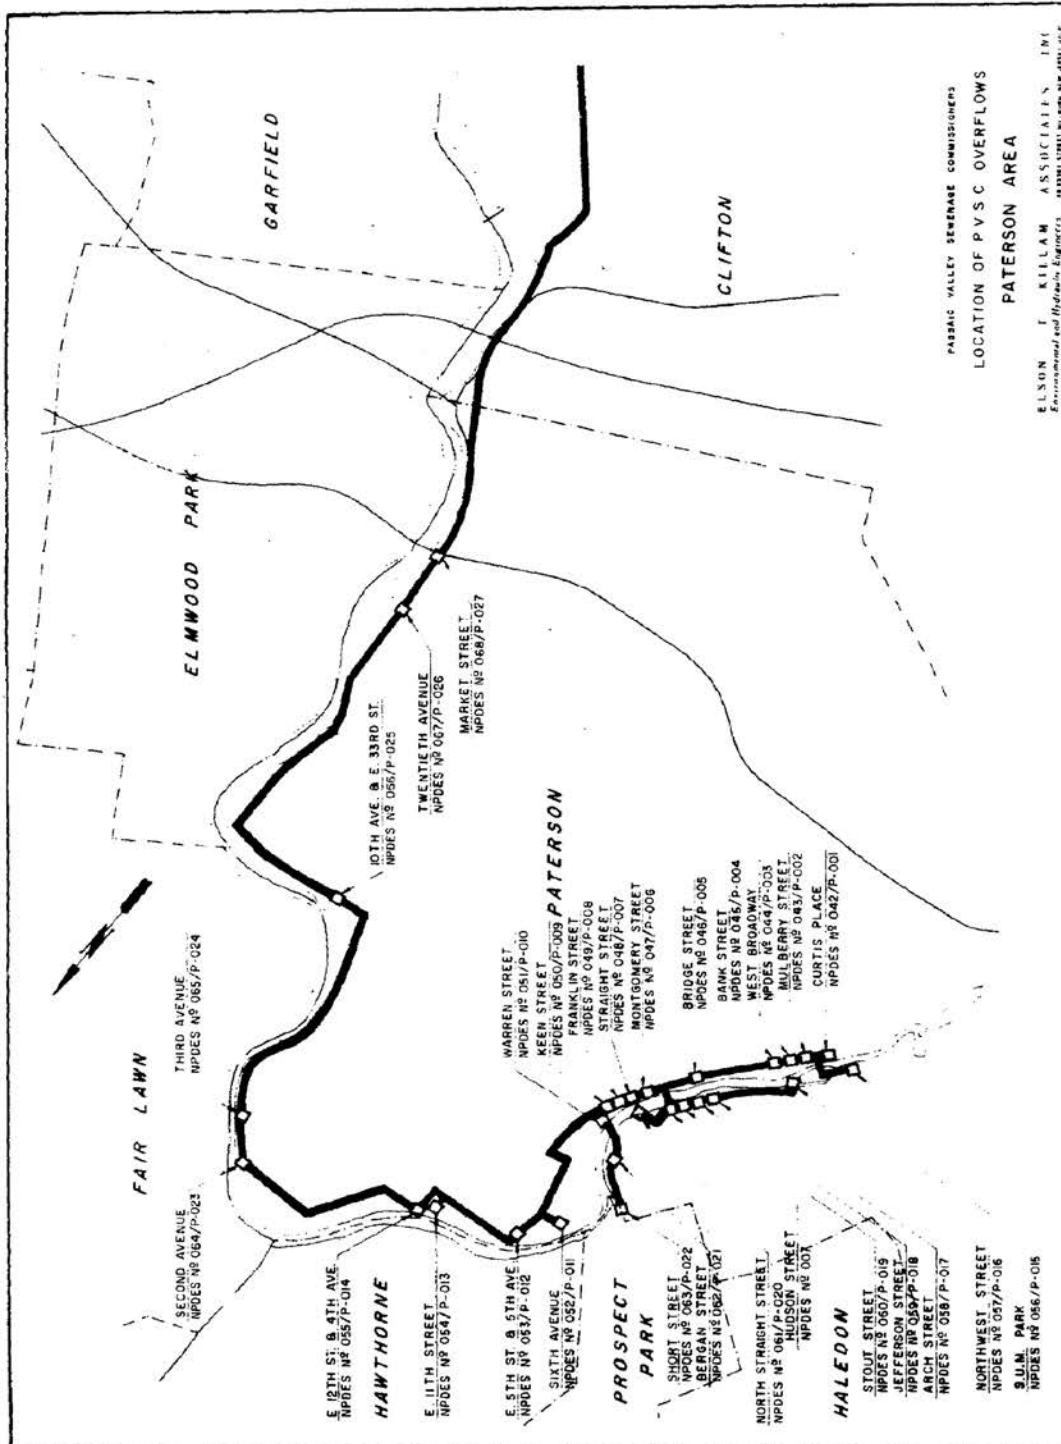 GARFIELD
ELMWOOD PARK
CLIFTON
FAIR LAWN
THIRD AVENUE
NPDES Nº 065/P-024
SECOND AVENUE
NPDES Nº 064/P-023
10TH AVE. & E. 33RD ST.
NPDES Nº 066/P-025
TWENTIETH AVENUE
NPDES Nº 067/P-026
MARKET STREET
NPDES Nº 068/P-027
PATERSON
WARREN STREET
NPDES Nº 051/P-010
KEEN STREET
NPDES Nº 050/P-009
FRANKLIN STREET
NPDES Nº 049/P-008
STRAIGHT STREET
NPDES Nº 048/P-007
MONTGOMERY STREET
NPDES Nº 047/P-006
BRIDGE STREET
NPDES Nº 046/P-005
BANK STREET
NPDES Nº 045/P-004
WEST BROADWAY
NPDES Nº 044/P-003
MULBERRY STREET
NPDES Nº 043/P-002
CURTIS PLACE
NPDES Nº 042/P-001
E. 12TH ST. & 4TH AVE.
NPDES Nº 055/P-014
HAWTHORNE
E. 11TH STREET
NPDES Nº 054/P-013
E. 5TH ST. & 5TH AVE.
NPDES Nº 053/P-012
SIXTH AVENUE
NPDES Nº 052/P-011
PROSPECT
PARK
SHORT STREET
NPDES Nº 063/P-022
BERGAN STREET
NPDES Nº 062/P-021
NORTH STRAIGHT STREET
NPDES Nº 061/P-020
HUDSON STREET
NPDES Nº 007
HALEDON
STOUT STREET
NPDES Nº 060/P-019
JEFFERSON STREET
NPDES Nº 059/P-018
ARCH STREET
NPDES Nº 058/P-017
NORTHWEST STREET
NPDES Nº 057/P-016
S.U.M. PARK
NPDES Nº 056/P-015
PASSAIC VALLEY SEWERAGE COMMISSIONERS
LOCATION OF P V S C OVERFLOWS
PATERSON AREA
ELSON T KILLAM ASSOCIATES INC
Environmental and Hydraulic Engineers